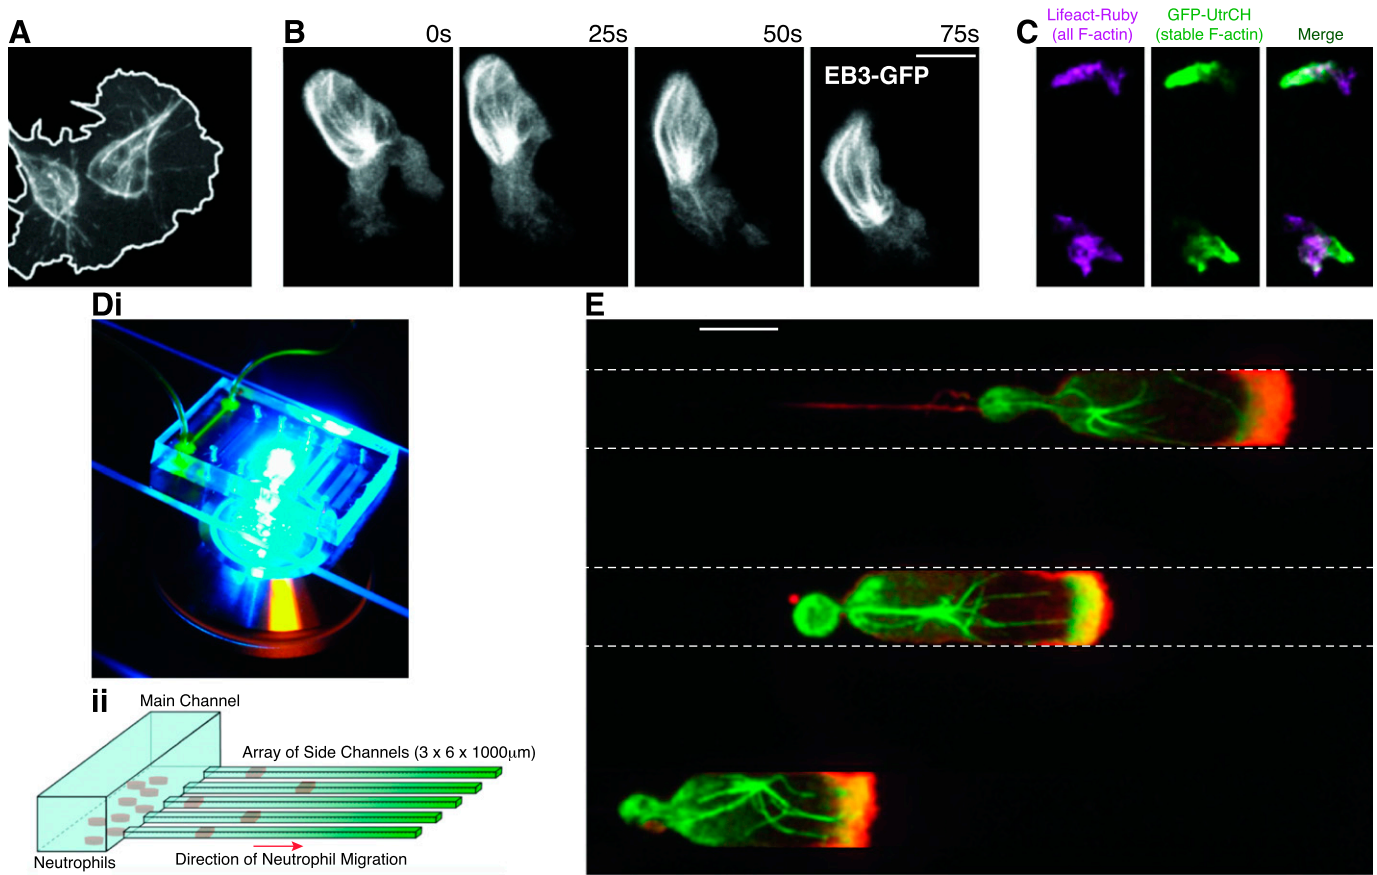 A
B
0s
25s
50s
75s
EB3-GFP
C
Lifeact-Ruby
(all F-actin)
GFP-UtrCH
(stable F-actin)
Merge
Di
E
ii
Main Channel
Array of Side Channels (3 x 6 x 1000μm)
Neutrophils
Direction of Neutrophil Migration